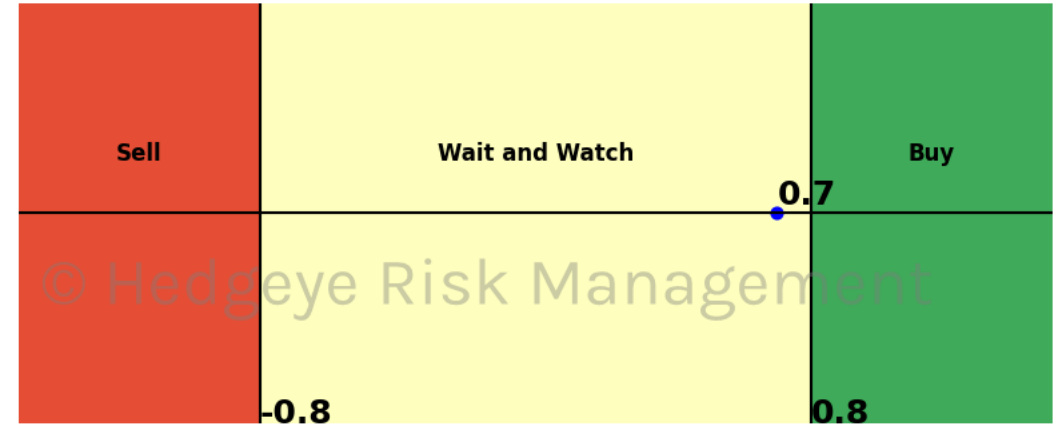 Sell
Wait and Watch
Buy
0.7
© Hedgeye Risk Management
-0.8
0.8